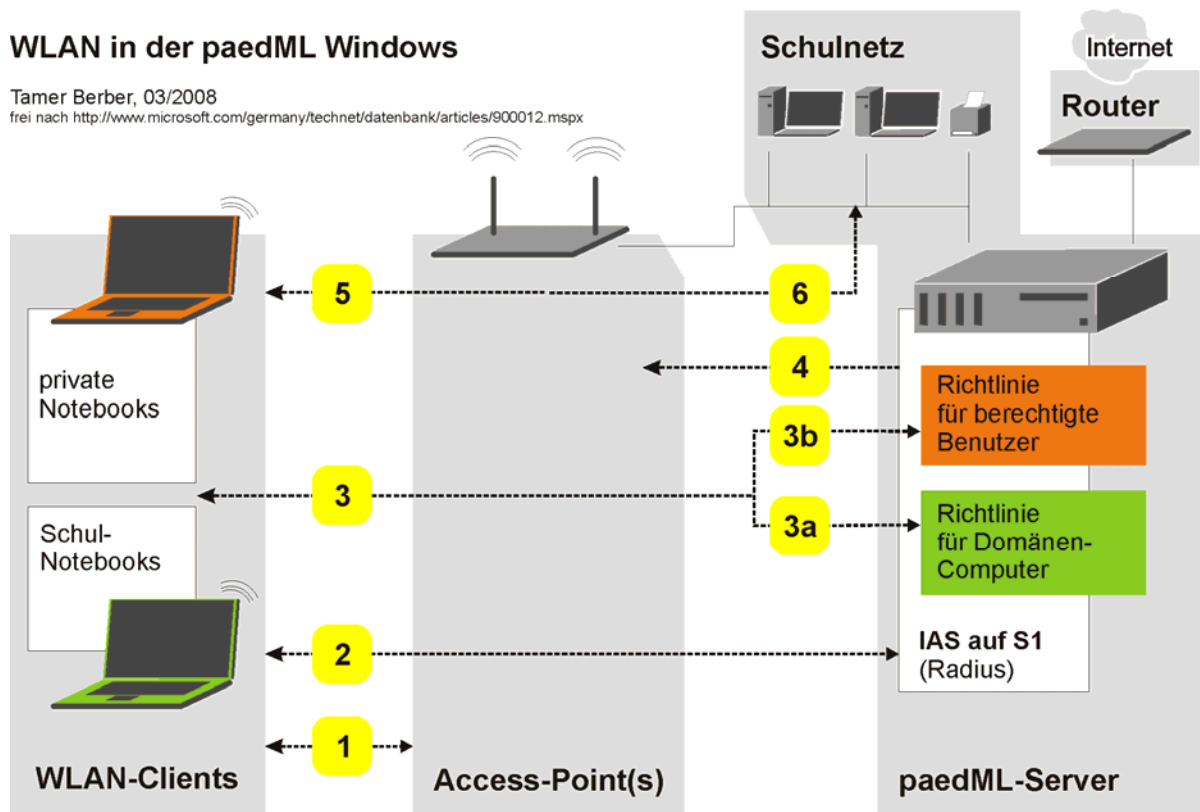 WLAN in der paedML Windows
Tamer Berber, 03/2008
frei nach http://www.microsoft.com/germany/technet/datenbank/articles/900012.mspx
Schulnetz
Internet
Router
5
6
4
private
Notebooks
Richtlinie
für berechtigte
Benutzer
3b
3
3a
Schul-
Notebooks
Richtlinie
für Domänen-
Computer
2
IAS auf S1
(Radius)
1
WLAN-Clients
Access-Point(s)
paedML-Server